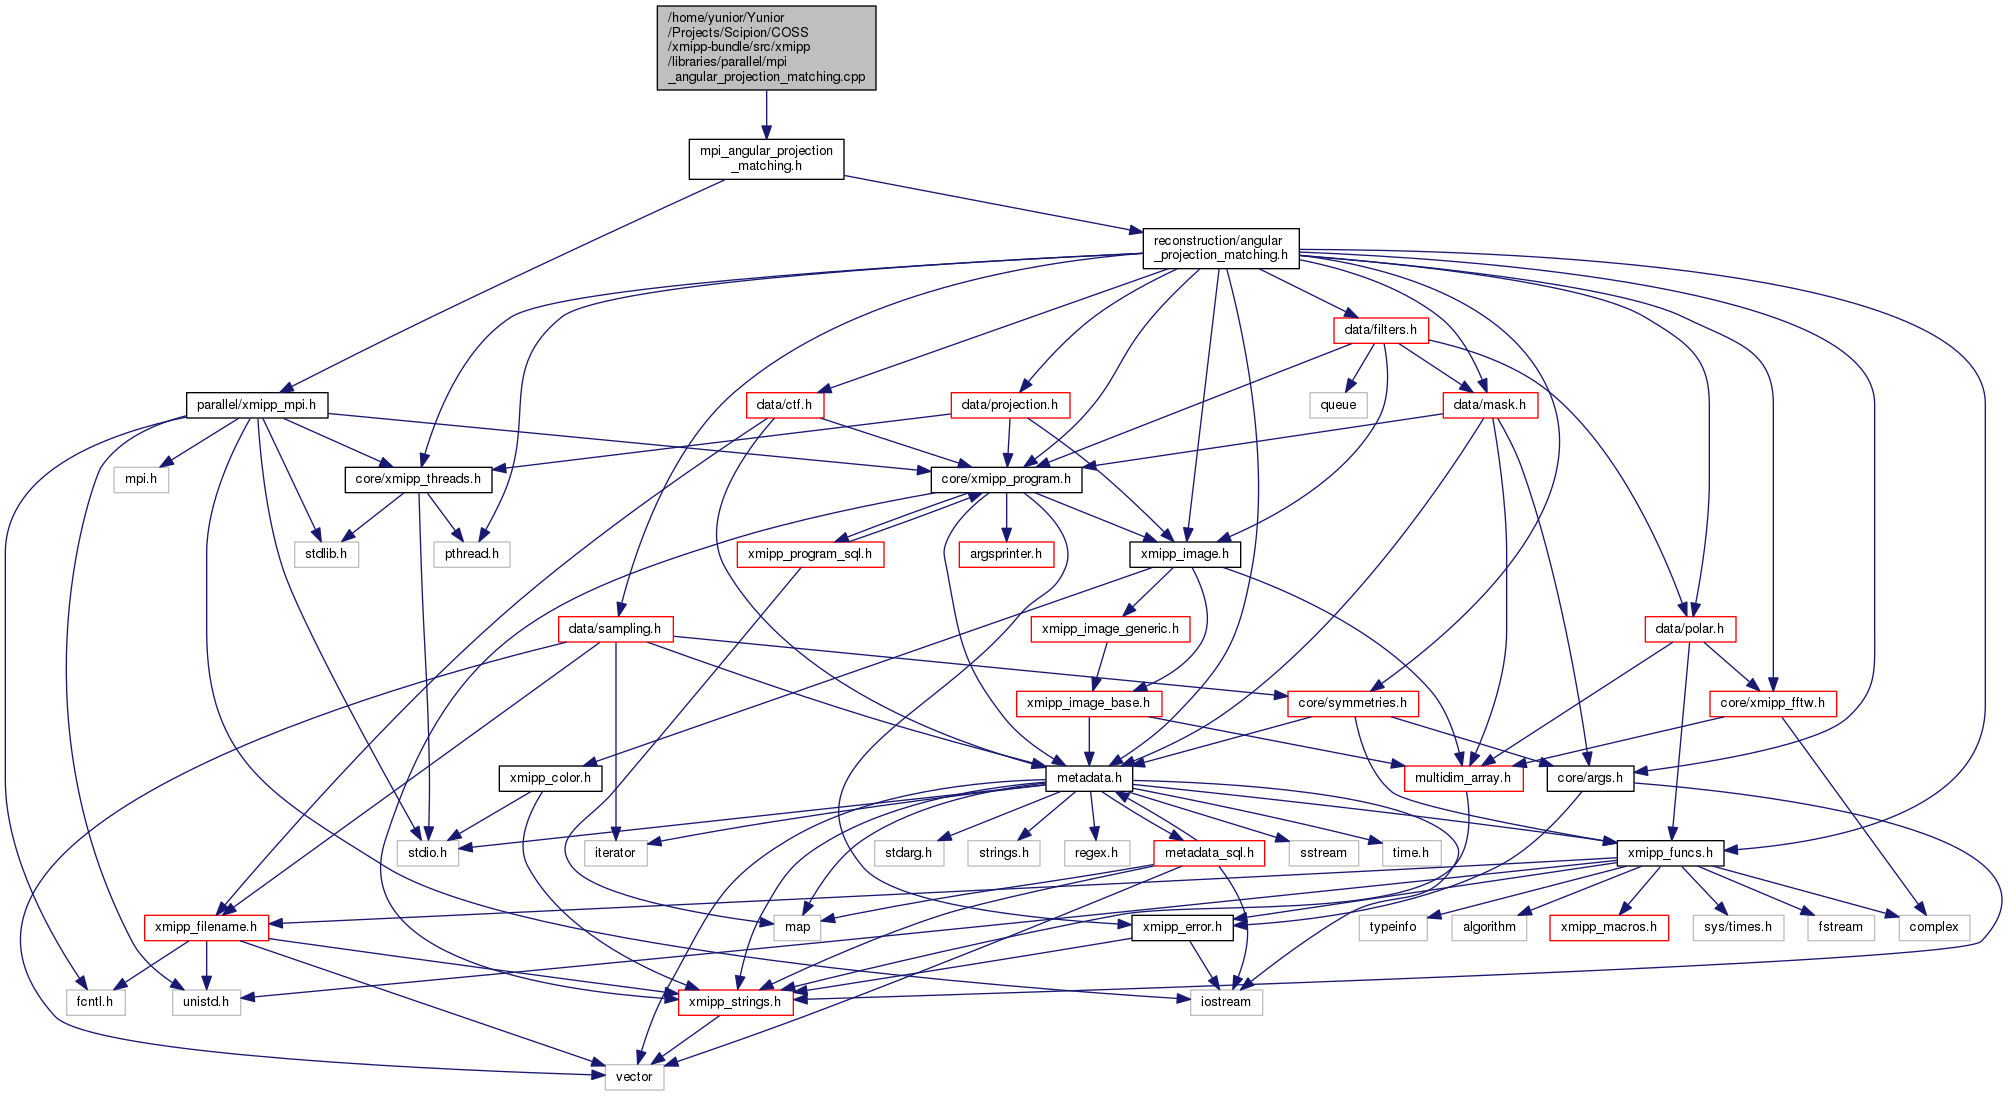 /home/yunior/Yunior
/Projects/Scipion/COSS
/xmipp-bundle/src/xmipp
/libraries/parallel/mpi
_angular_projection_matching.cpp
mpi_angular_projection
_matching.h
reconstruction/angular
_projection_matching.h
data/filters.h
parallel/xmipp_mpi.h
data/ctf.h
data/projection.h
queue
data/mask.h
mpi.h
core/xmipp_threads.h
core/xmipp_program.h
stdlib.h
pthread.h
xmipp_program_sql.h
argsprinter.h
xmipp_image.h
data/sampling.h
xmipp_image_generic.h
data/polar.h
xmipp_image_base.h
core/symmetries.h
core/xmipp_fftw.h
xmipp_color.h
metadata.h
multidim_array.h
core/args.h
stdio.h
iterator
stdarg.h
strings.h
regex.h
metadata_sql.h
sstream
time.h
xmipp_funcs.h
xmipp_filename.h
map
xmipp_error.h
typeinfo
algorithm
xmipp_macros.h
sys/times.h
fstream
complex
fcntl.h
unistd.h
xmipp_strings.h
iostream
vector